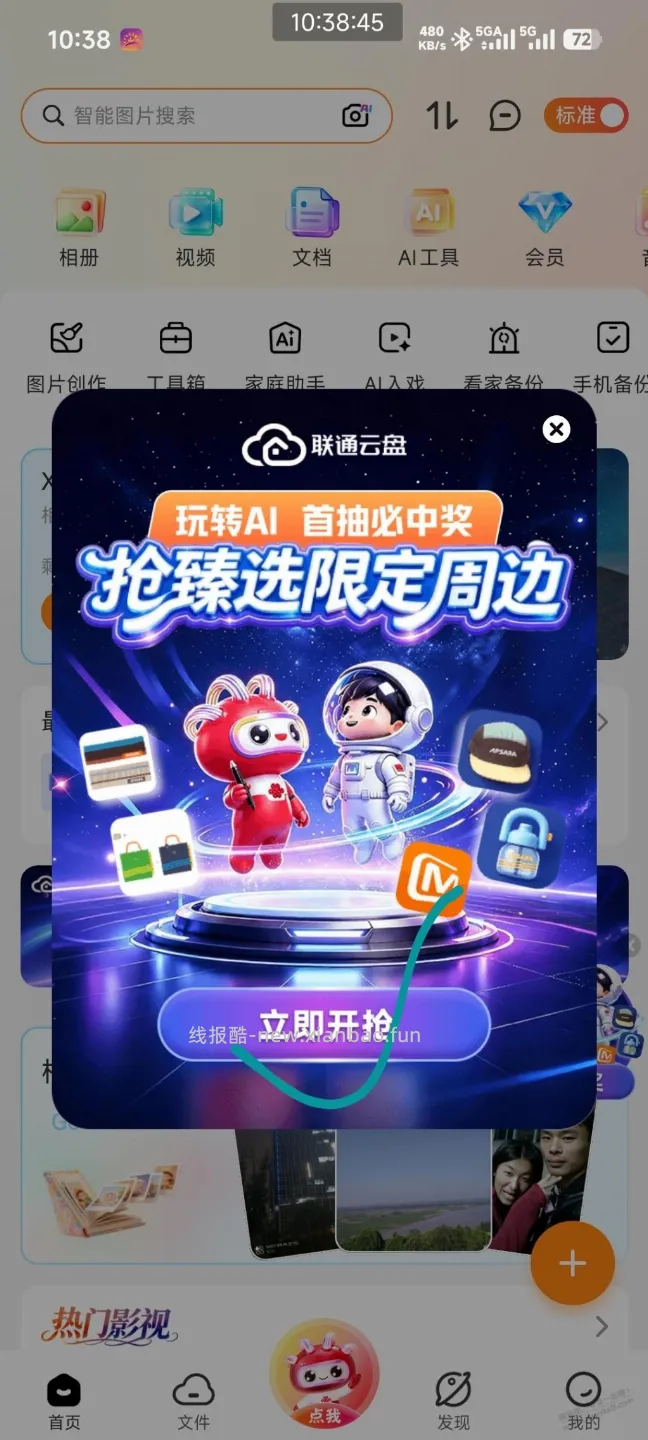 10:38
10:38:45
480
KB/s
5GA
5G
72
智能图片搜索
AI
标准
相册
视频
文档
AI
AI工具
会员
图片创作
工具箱
家庭助手
AI入戏
看家备份
手机备份
联通云盘
玩转AI 首抽必中奖
抢臻选限定周边
APSARA
立即开抢
线报酷-new.xianbao.fun
热门影视
点我
首页
文件
发现
我的